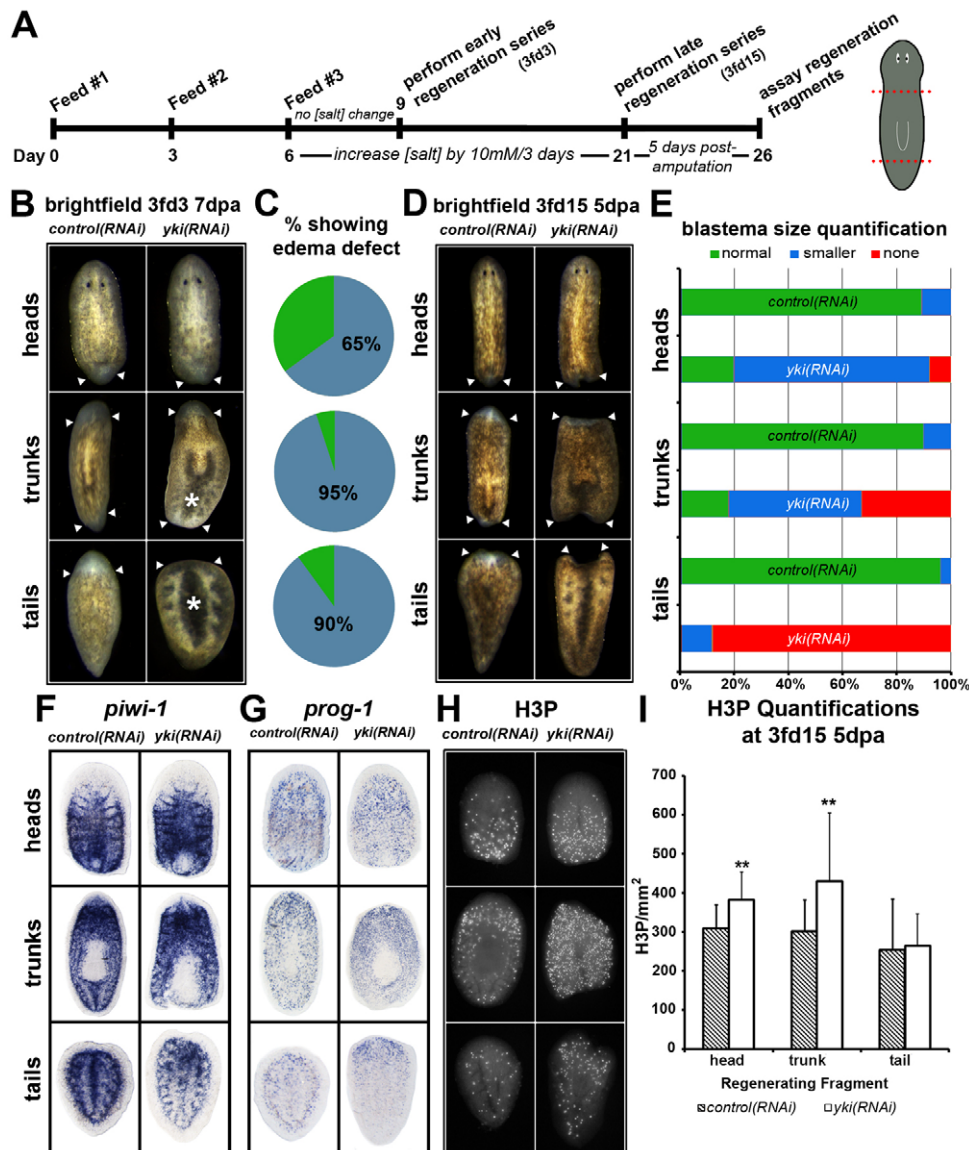 A
Feed #1
Feed #2
Feed #3
no [salt] change
perform early
regeneration series
(3fd3)
perform late
regeneration series
(3fd15)
assay regeneration
fragments
Day 0
3
6
increase [salt] by 10mM/3 days
9
21
5 days post-
amputation
26
B
brightfield 3fd3 7dpa
control(RNAi)
yki(RNAi)
heads
trunks
*
tails
*
C
% showing
edema defect
65%
95%
90%
D
brightfield 3fd15 5dpa
control(RNAi)
yki(RNAi)
heads
trunks
tails
E
blastema size quantification
normal
smaller
none
heads
control(RNAi)
yki(RNAi)
trunks
control(RNAi)
yki(RNAi)
tails
control(RNAi)
yki(RNAi)
0%
20%
40%
60%
80%
100%
F
piwi-1
control(RNAi)
yki(RNAi)
heads
trunks
tails
G
prog-1
control(RNAi)
yki(RNAi)
H
H3P
control(RNAi)
yki(RNAi)
I
H3P Quantifications
at 3fd15 5dpa
H3P/mm²
700
600
500
400
300
200
100
0
**
**
head
trunk
tail
Regenerating Fragment
control(RNAi)
yki(RNAi)